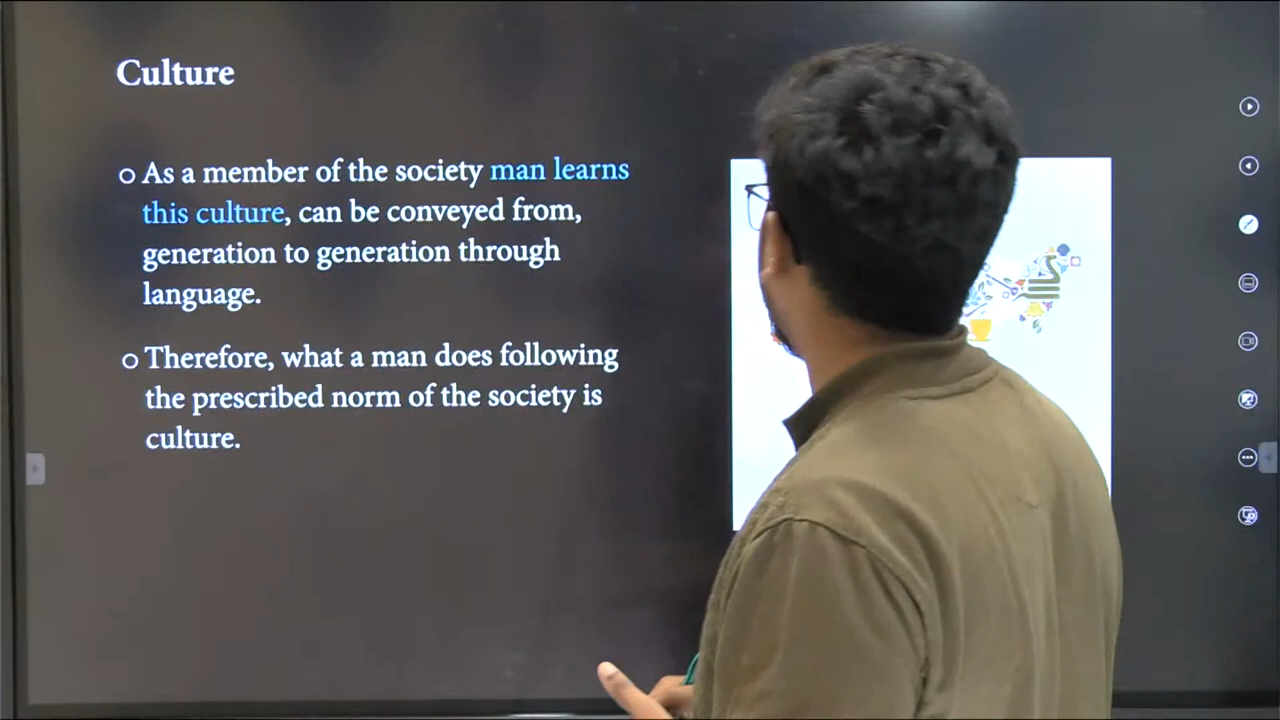 Culture
As a member of the society man learns
this culture, can be conveyed from,
generation to generation through
language.
Therefore, what a man does following
the prescribed norm of the society is
culture.